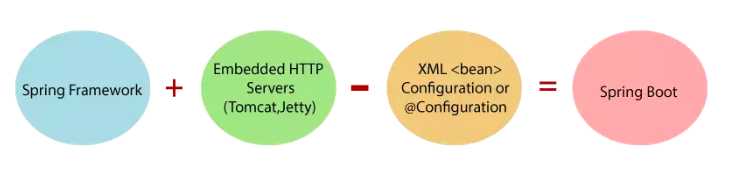 Spring Framework
+
Embedded HTTP
Servers
(Tomcat,Jetty)
-
XML <bean>
Configuration or
@Configuration
=
Spring Boot